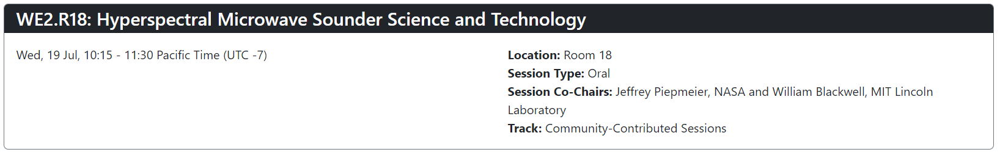 WE2.R18: Hyperspectral Microwave Sounder Science and Technology
Wed, 19 Jul, 10:15 - 11:30 Pacific Time (UTC -7)
Location: Room 18
Session Type: Oral
Session Co-Chairs: Jeffrey Piepmeier, NASA and William Blackwell, MIT Lincoln
Laboratory
Track: Community-Contributed Sessions